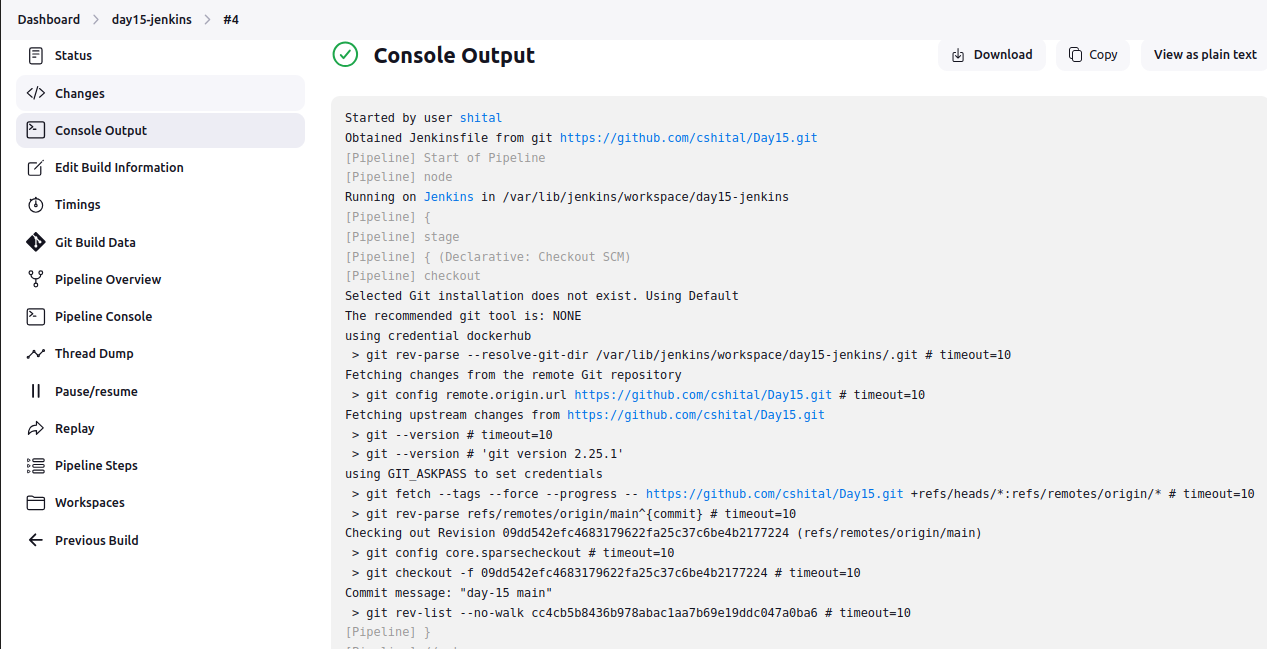 Dashboard > day15-jenkins > #4
Status
Changes
Console Output
Edit Build Information
Timings
Git Build Data
Pipeline Overview
Pipeline Console
Thread Dump
Pause/resume
Replay
Pipeline Steps
Workspaces
Previous Build
Console Output
Download
Copy
View as plain text
Started by user shital
Obtained Jenkinsfile from git https://github.com/cshital/Day15.git
[Pipeline] Start of Pipeline
[Pipeline] node
Running on Jenkins in /var/lib/jenkins/workspace/day15-jenkins
[Pipeline] {
[Pipeline] stage
[Pipeline] { (Declarative: Checkout SCM)
[Pipeline] checkout
Selected Git installation does not exist. Using Default
The recommended git tool is: NONE
using credential dockerhub
 > git rev-parse --resolve-git-dir /var/lib/jenkins/workspace/day15-jenkins/.git # timeout=10
Fetching changes from the remote Git repository
 > git config remote.origin.url https://github.com/cshital/Day15.git # timeout=10
Fetching upstream changes from https://github.com/cshital/Day15.git
 > git --version # timeout=10
 > git --version # 'git version 2.25.1'
using GIT_ASKPASS to set credentials
 > git fetch --tags --force --progress -- https://github.com/cshital/Day15.git +refs/heads/*:refs/remotes/origin/* # timeout=10
 > git rev-parse refs/remotes/origin/main^{commit} # timeout=10
Checking out Revision 09dd542efc4683179622fa25c37c6be4b2177224 (refs/remotes/origin/main)
 > git config core.sparsecheckout # timeout=10
 > git checkout -f 09dd542efc4683179622fa25c37c6be4b2177224 # timeout=10
Commit message: "day-15 main"
 > git rev-list --no-walk cc4cb5b8436b978abac1aa7b69e19ddc047a0ba6 # timeout=10
[Pipeline] }